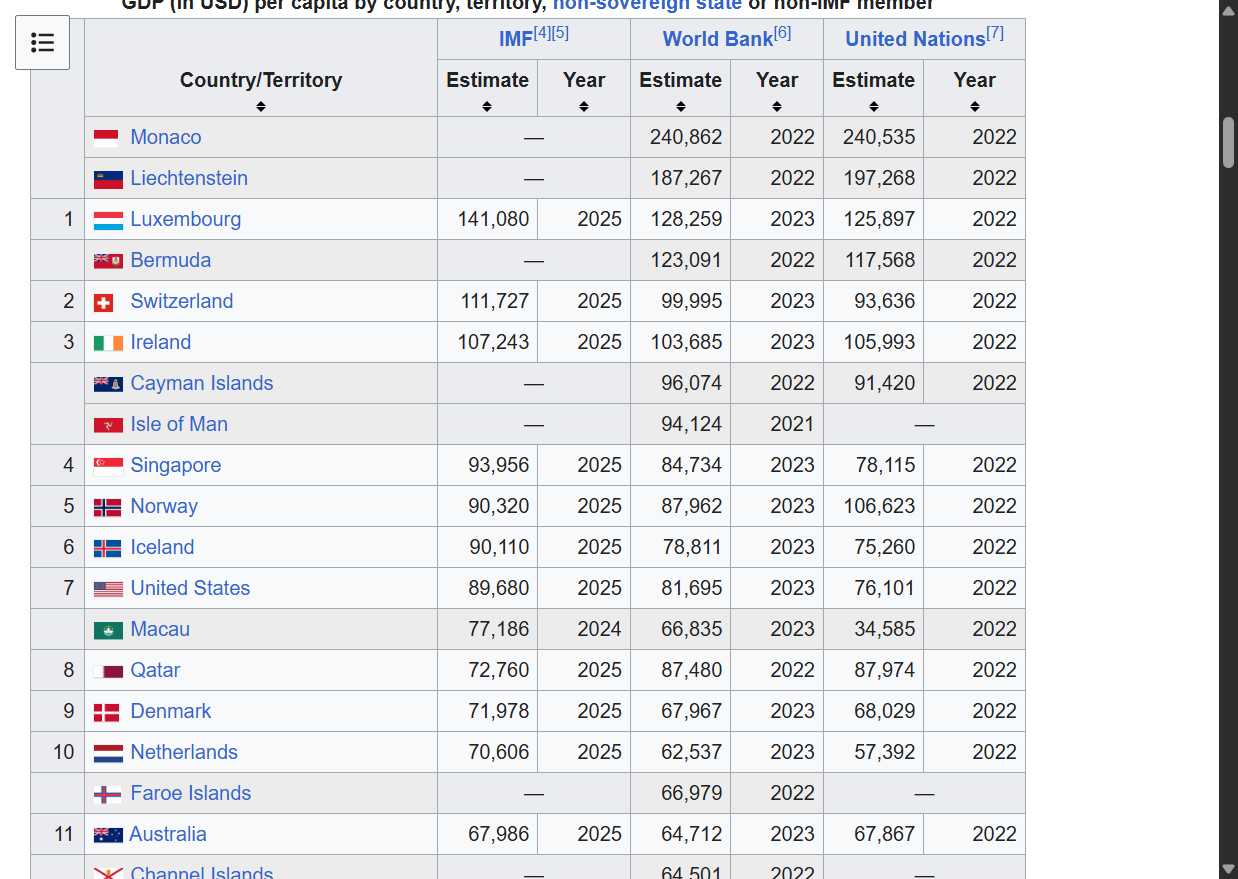 GDP (in USD) per capita by country, territory, non-sovereign state or non-IMF member
Country/Territory IMF[4][5] World Bank[6] United Nations[7]
Estimate Year Estimate Year Estimate Year
Monaco — 240,862 2022 240,535 2022
Liechtenstein — 187,267 2022 197,268 2022
1 Luxembourg 141,080 2025 128,259 2023 125,897 2022
Bermuda — 123,091 2022 117,568 2022
2 Switzerland 111,727 2025 99,995 2023 93,636 2022
3 Ireland 107,243 2025 103,685 2023 105,993 2022
Cayman Islands — 96,074 2022 91,420 2022
Isle of Man — 94,124 2021 —
4 Singapore 93,956 2025 84,734 2023 78,115 2022
5 Norway 90,320 2025 87,962 2023 106,623 2022
6 Iceland 90,110 2025 78,811 2023 75,260 2022
7 United States 89,680 2025 81,695 2023 76,101 2022
Macau 77,186 2024 66,835 2023 34,585 2022
8 Qatar 72,760 2025 87,480 2022 87,974 2022
9 Denmark 71,978 2025 67,967 2023 68,029 2022
10 Netherlands 70,606 2025 62,537 2023 57,392 2022
Faroe Islands — 66,979 2022 —
11 Australia 67,986 2025 64,712 2023 67,867 2022
Channel Islands — 64,501 2022 —